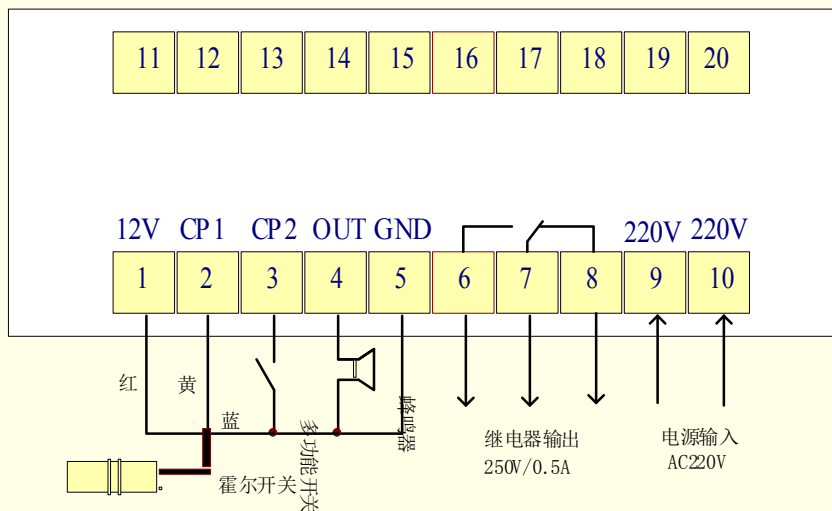 11 12 13 14 15 16 17 18 19 20
12V CP1 CP2 OUT GND 220V 220V
1 2 3 4 5 6 7 8 9 10
红 黄 蓝
霍尔开关
多功能开关
蜂鸣器
继电器输出
250V/0.5A
电源输入
AC220V